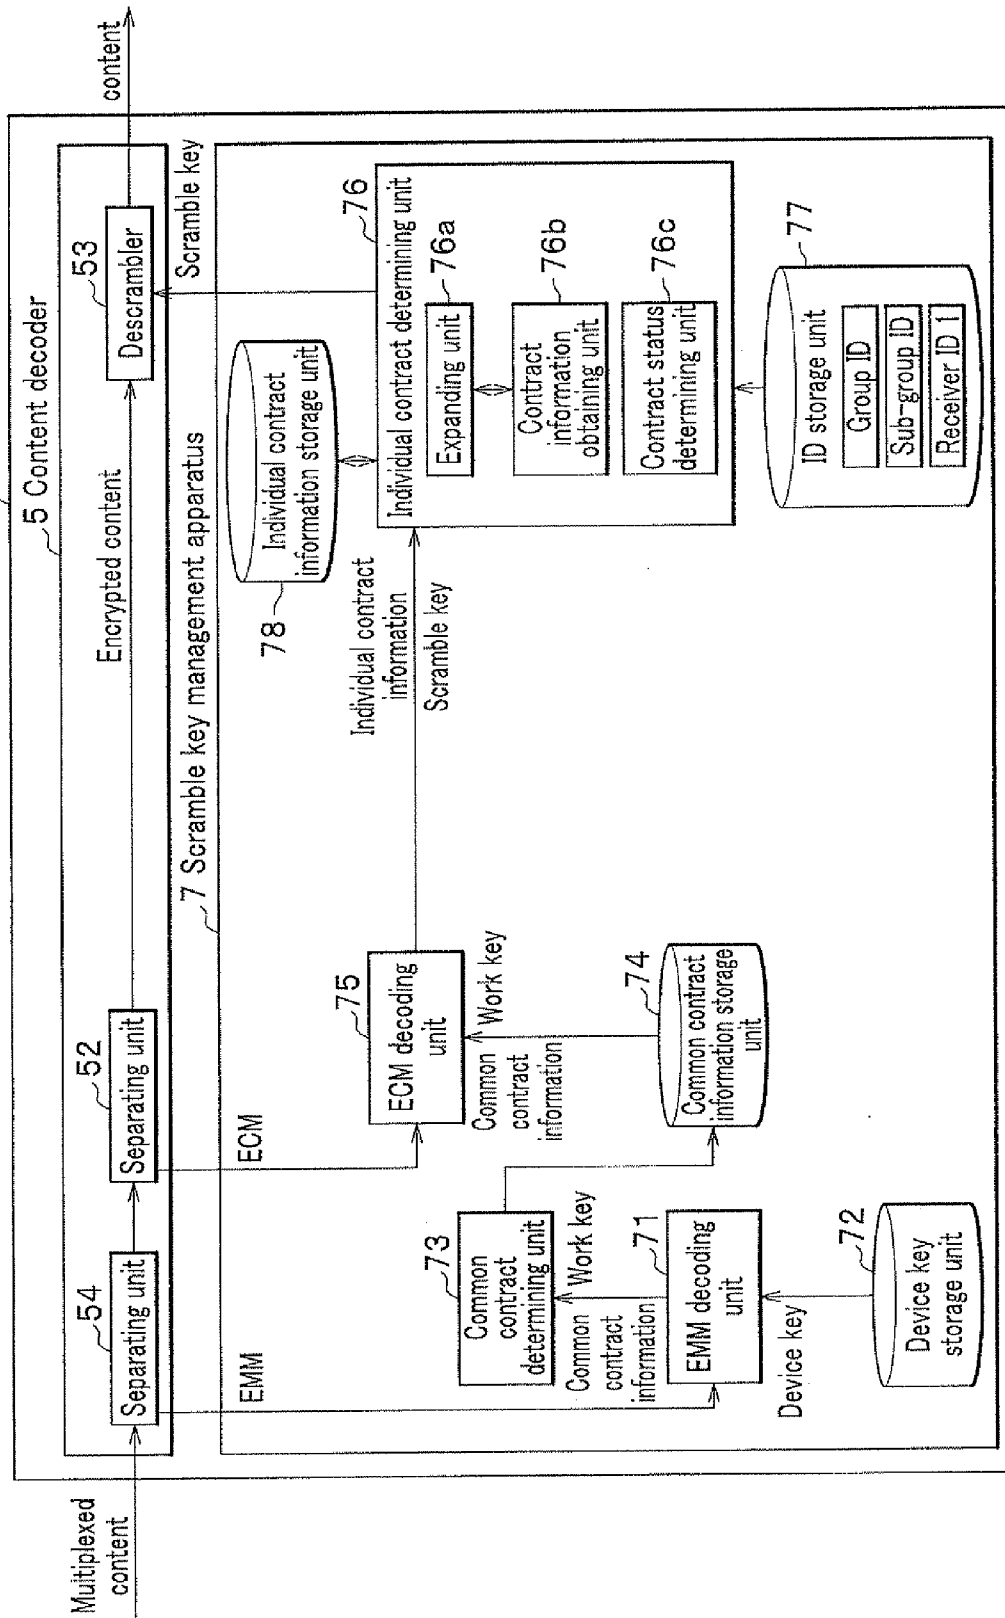 Multiplexed
content
5 Content decoder
54
Separating unit
52
Separating unit
Encrypted content
53
Descrambler
content
EMM
ECM
Scramble key
7 Scramble key management apparatus
78
Individual contract
information storage unit
Individual contract
information
Scramble key
76
Individual contract determining unit
76a
Expanding unit
76b
Contract
information
obtaining unit
76c
Contract status
determining unit
75
ECM decoding
unit
Common
contract
information
Work key
74
Common contract
information storage
unit
73
Common
contract
determining unit
Common
contract
information
Work key
71
EMM decoding
unit
Device key
72
Device key
storage unit
77
ID storage unit
Group ID
Sub-group ID
Receiver ID 1